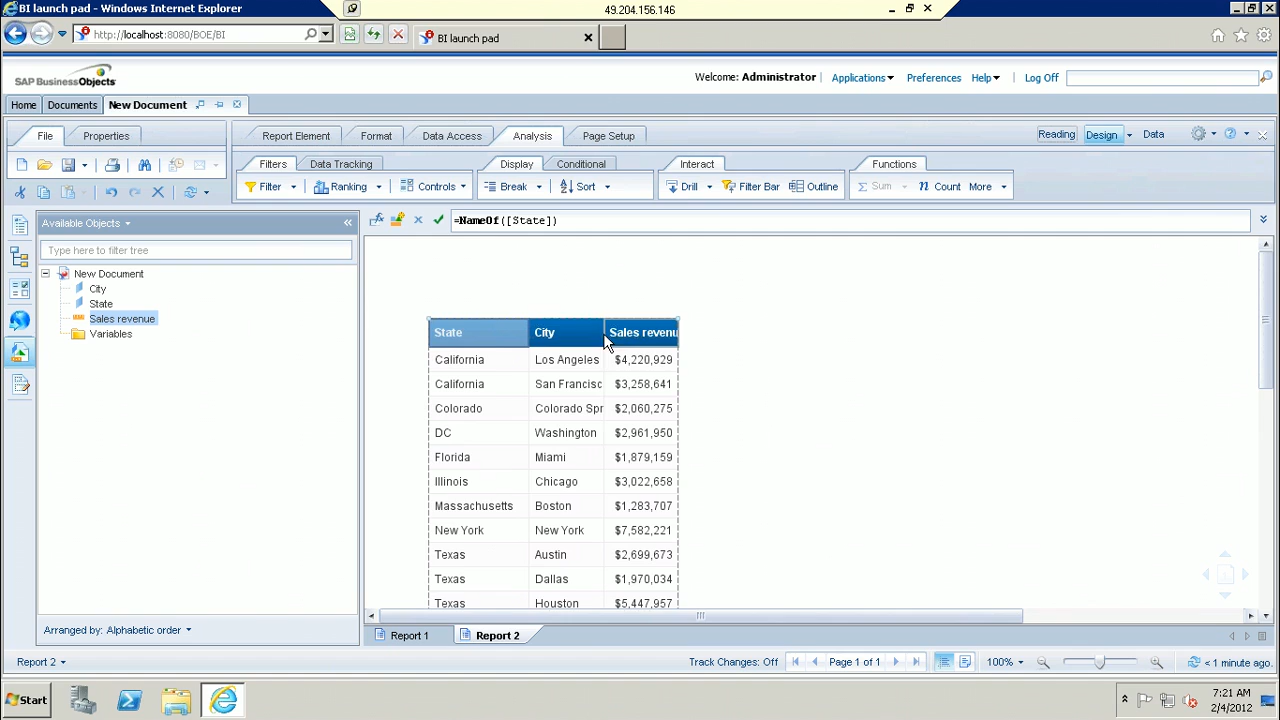 BI launch pad - Windows Internet Explorer
49.204.156.146
http://localhost:8080/BOE/BI
BI launch pad
SAP BusinessObjects
Welcome: Administrator
Applications
Preferences
Help
Log Off
Home
Documents
New Document
File
Properties
Report Element
Format
Data Access
Analysis
Page Setup
Reading
Design
Data
Filters
Data Tracking
Display
Conditional
Interact
Functions
Filter
Ranking
Controls
Break
Sort
Drill
Filter Bar
Outline
Sum
Count
More
Available Objects
=NameOf([State])
Type here to filter tree
New Document
City
State
Sales revenue
Variables
State City Sales revenu
California Los Angeles $4,220,929
California San Francisc $3,258,641
Colorado Colorado Spr $2,060,275
DC Washington $2,961,950
Florida Miami $1,879,159
Illinois Chicago $3,022,658
Massachusetts Boston $1,283,707
New York New York $7,582,221
Texas Austin $2,699,673
Texas Dallas $1,970,034
Texas Houston $5,447,957
Arranged by: Alphabetic order
Report 1
Report 2
Report 2
Track Changes: Off
Page 1 of 1
100%
< 1 minute ago
Start
7:21 AM
2/4/2012